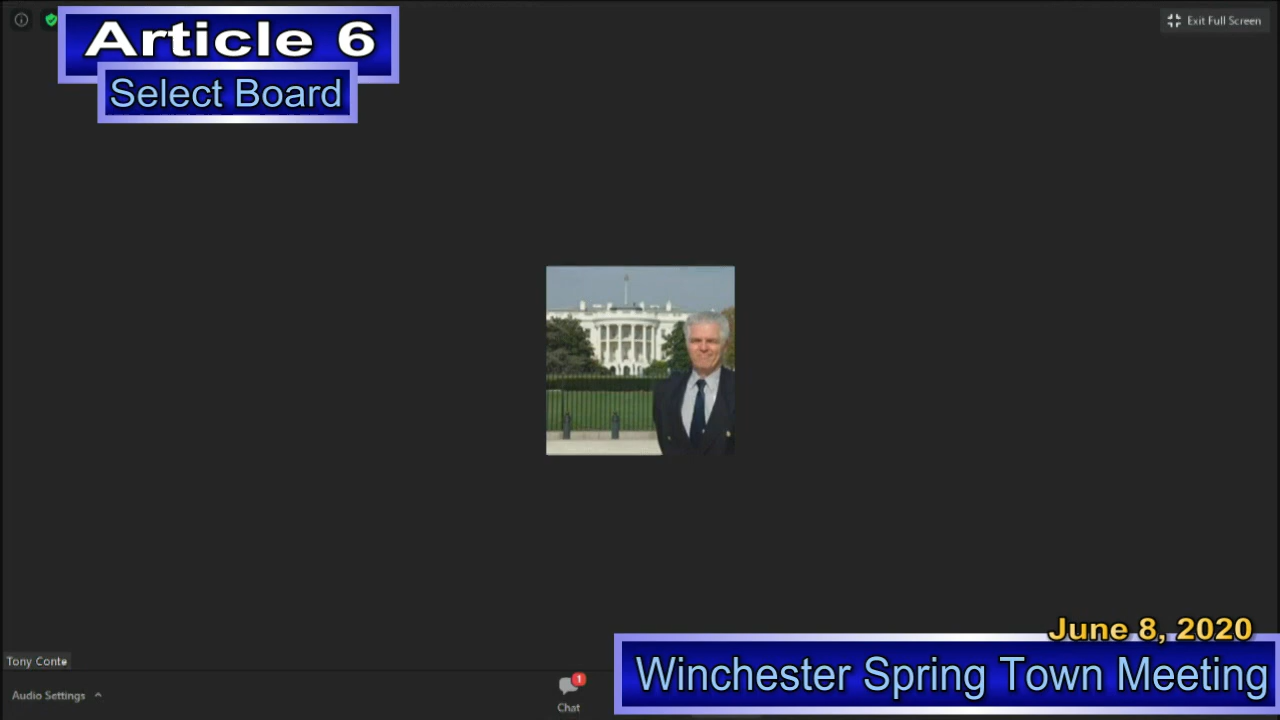 Article 6
Select Board
Exit Full Screen
June 8, 2020
Tony Conte
Winchester Spring Town Meeting
Audio Settings
1
Chat